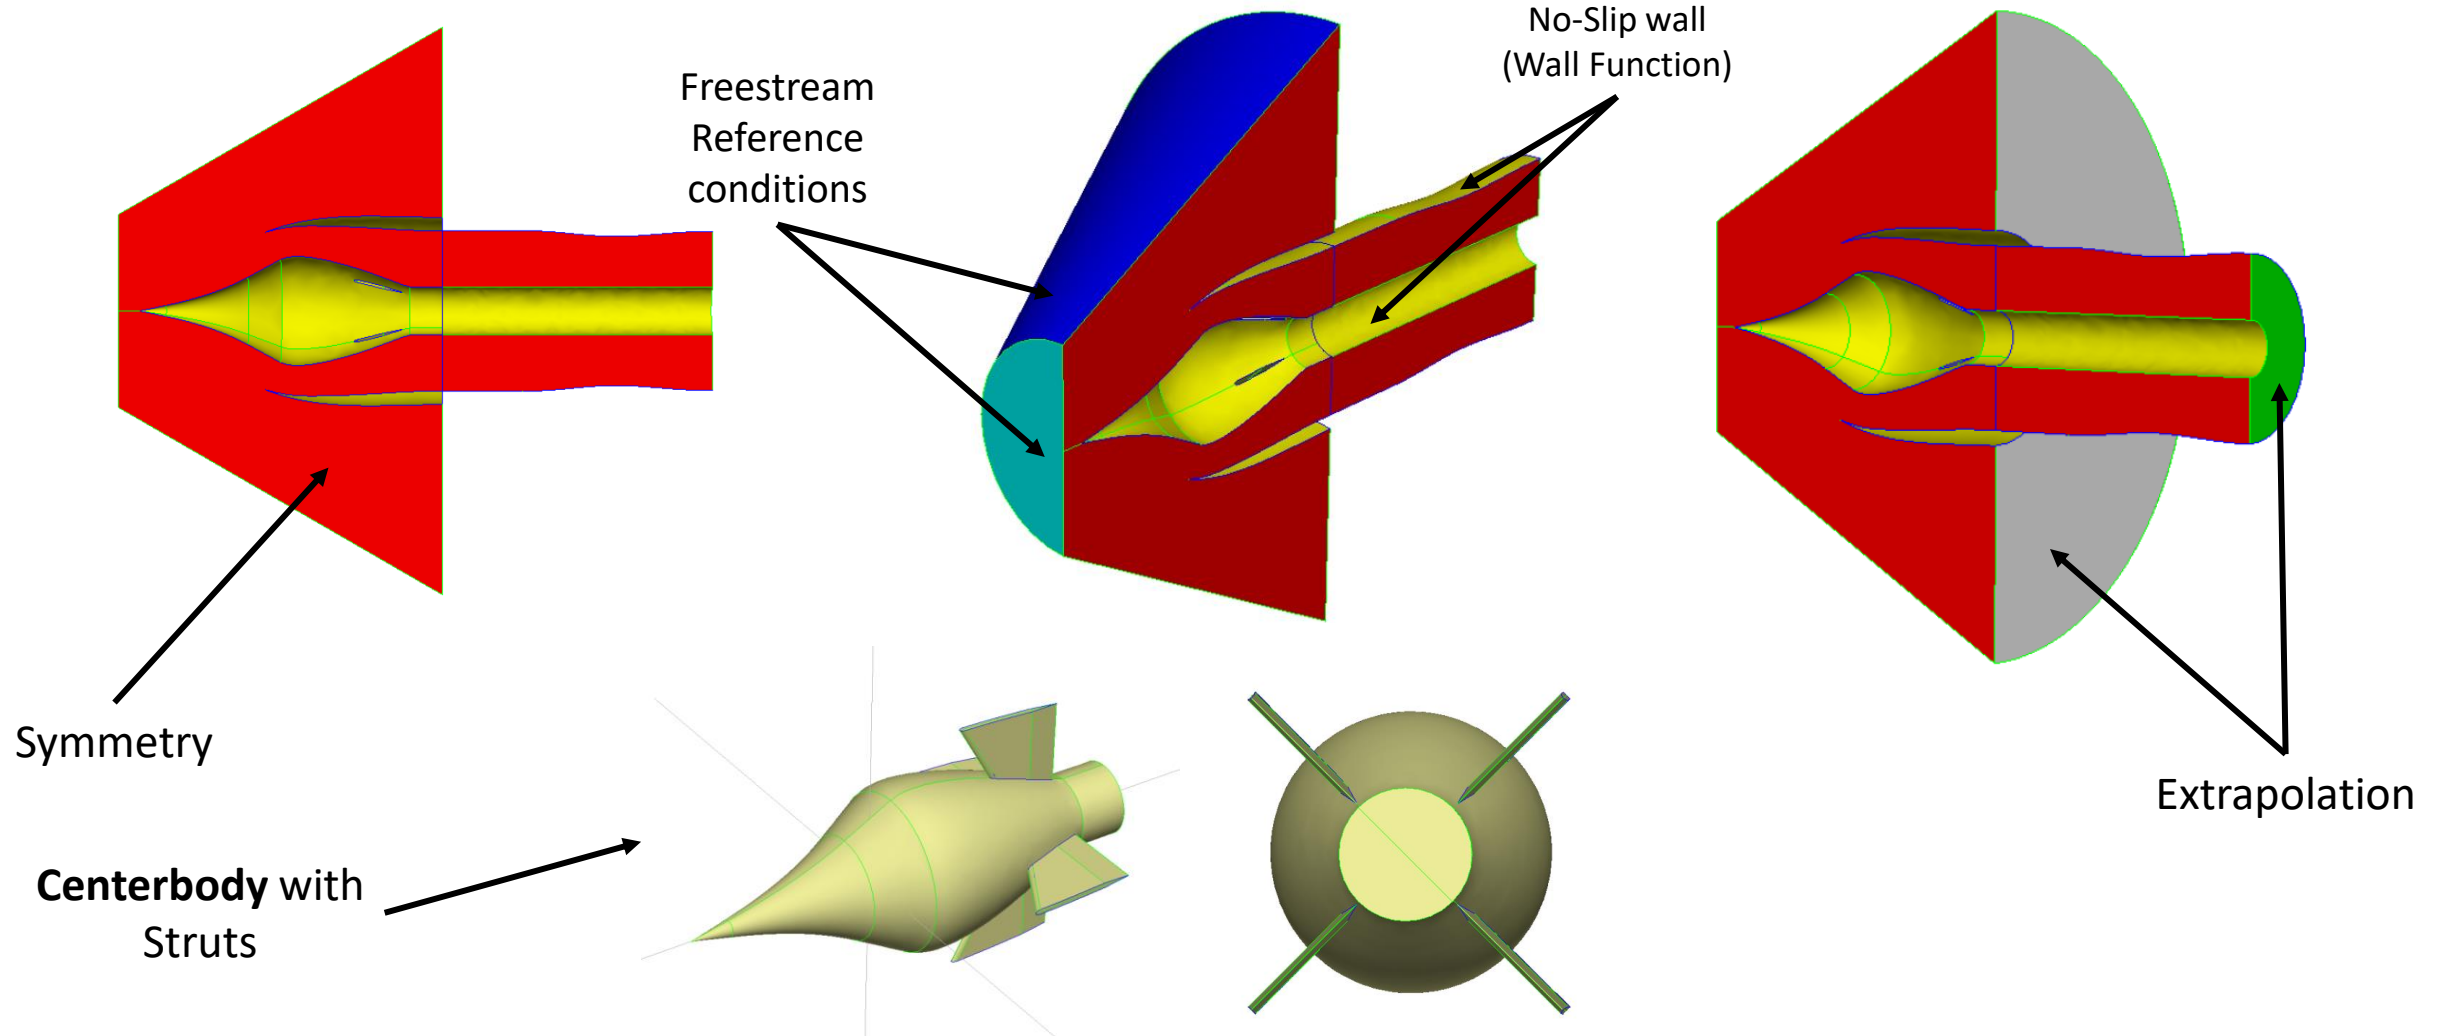 No-Slip wall
(Wall Function)
Freestream
Reference
conditions
Symmetry
Extrapolation
Centerbody with
Struts